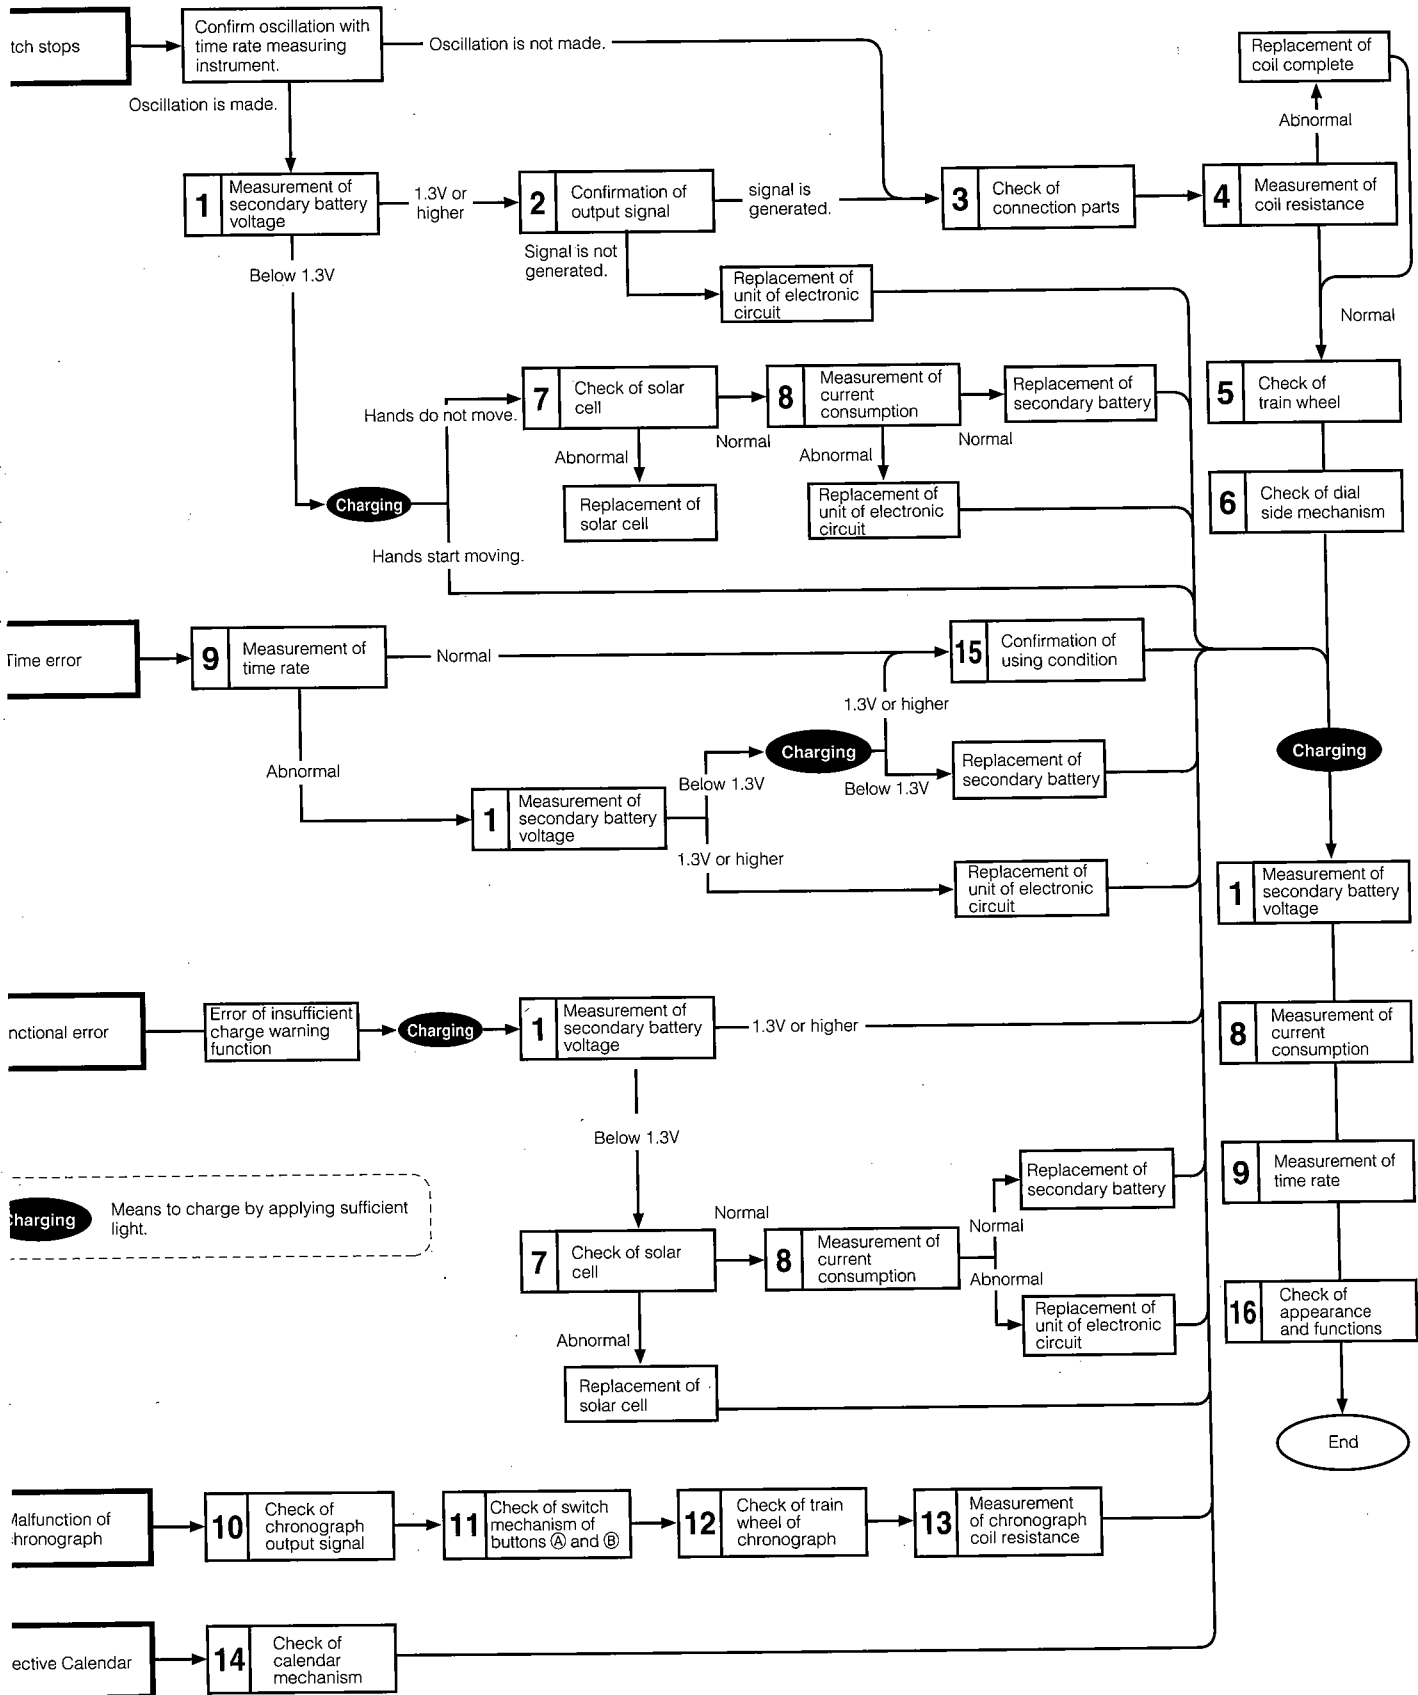 tch stops
Confirm oscillation with
time rate measuring
instrument.
Oscillation is not made.
Replacement of
coil complete
Oscillation is made.
Abnormal
1
Measurement of
secondary battery
voltage
1.3V or
higher
2
Confirmation of
output signal
signal is
generated.
3
Check of
connection parts
4
Measurement of
coil resistance
Signal is not
generated.
Below 1.3V
Replacement of
unit of electronic
circuit
Normal
Hands do not move.
7
Check of solar
cell
Normal
8
Measurement of
current
consumption
Normal
Replacement of
secondary battery
5
Check of
train wheel
Abnormal
Abnormal
Charging
Replacement of
solar cell
Replacement of
unit of electronic
circuit
6
Check of dial
side mechanism
Hands start moving.
Time error
9
Measurement of
time rate
Normal
15
Confirmation of
using condition
1.3V or higher
Charging
Charging
Abnormal
Below 1.3V
Below 1.3V
Replacement of
secondary battery
1
Measurement of
secondary battery
voltage
1.3V or higher
Replacement of
unit of electronic
circuit
1
Measurement of
secondary battery
voltage
nctional error
Error of insufficient
charge warning
function
Charging
1
Measurement of
secondary battery
voltage
1.3V or higher
8
Measurement of
current
consumption
Below 1.3V
Charging
Means to charge by applying sufficient
light.
9
Measurement of
time rate
7
Check of solar
cell
Normal
8
Measurement of
current
consumption
Normal
Replacement of
secondary battery
Abnormal
Replacement of
unit of electronic
circuit
16
Check of
appearance
and functions
Abnormal
Replacement of
solar cell
End
Malfunction of
hronograph
10
Check of
chronograph
output signal
11
Check of switch
mechanism of
buttons Ⓐ and Ⓑ
12
Check of train
wheel of
chronograph
13
Measurement
of chronograph
coil resistance
ective Calendar
14
Check of
calendar
mechanism